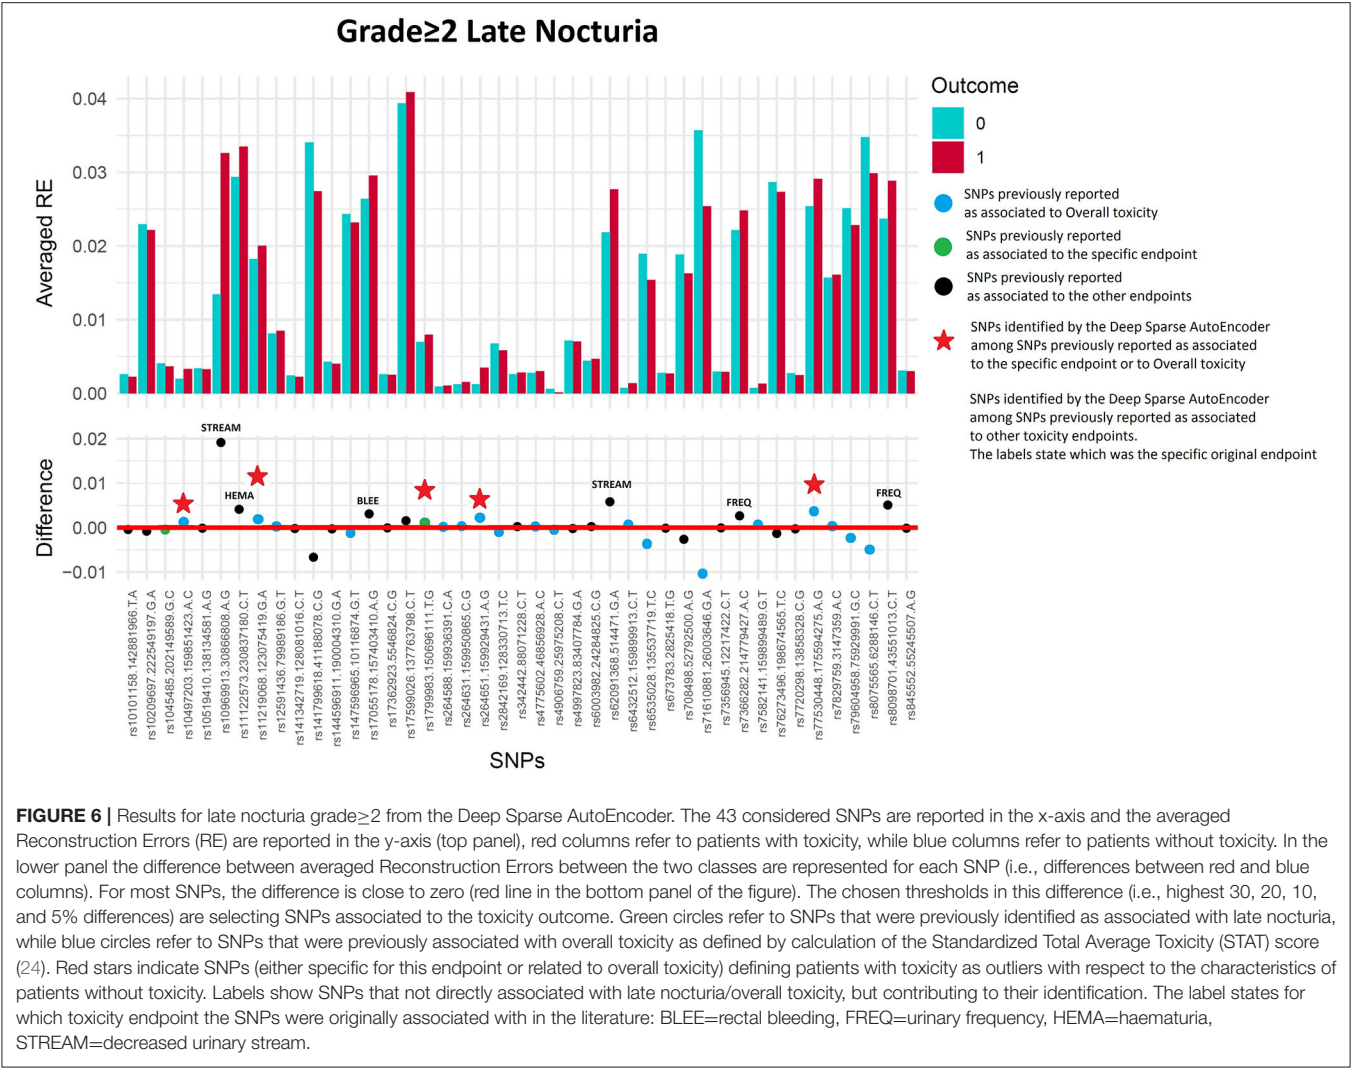 Grade≥2 Late Nocturia
Averaged RE
0.04
0.03
0.02
0.01
0.00
Outcome
0
1
SNPs previously reported
as associated to Overall toxicity
SNPs previously reported
as associated to the specific endpoint
SNPs previously reported
as associated to the other endpoints
SNPs identified by the Deep Sparse AutoEncoder
among SNPs previously reported as associated
to the specific endpoint or to Overall toxicity
SNPs identified by the Deep Sparse AutoEncoder
among SNPs previously reported as associated
to other toxicity endpoints.
The labels state which was the specific original endpoint
Difference
0.02
0.01
0.00
−0.01
STREAM
HEMA
BLEE
STREAM
FREQ
FREQ
rs10101158.142881966.T.A
rs10209697.222549197.G.A
rs1045485.202149589.G.C
rs10497203.159851423.A.C
rs10519410.138134581.A.G
rs10969913.30866808.A.G
rs11122573.230837180.C.T
rs11219068.123075419.G.A
rs12591436.79989186.G.T
rs141342719.128081016.C.T
rs141799618.41188078.C.G
rs144596911.190004310.G.A
rs147596965.10116874.G.T
rs17055178.157403410.A.G
rs17362923.5546824.C.G
rs17599026.137763798.C.T
rs1799983.150696111.T.G
rs264588.159936391.C.A
rs264631.159950865.C.G
rs264651.159929431.A.G
rs2842169.128330713.T.C
rs342442.88071228.C.T
rs4775602.46856928.A.C
rs4906759.25975208.C.T
rs4997823.83407784.G.A
rs6003982.24284825.C.G
rs62091368.514471.G.A
rs6432512.159899913.C.T
rs6535028.135537719.T.C
rs673783.2825418.T.G
rs708498.52792500.A.G
rs71610881.26003646.G.A
rs7356945.12217422.C.T
rs7366282.214779427.A.C
rs7582141.159899489.G.T
rs76273496.198674565.T.C
rs7720298.13858328.C.G
rs77530448.175594275.A.G
rs7829759.3147359.A.C
rs79604958.75929991.G.C
rs8075565.6288146.C.T
rs8098701.43551013.C.T
rs845552.55245507.A.G
SNPs
FIGURE 6 | Results for late nocturia grade≥2 from the Deep Sparse AutoEncoder. The 43 considered SNPs are reported in the x-axis and the averaged
Reconstruction Errors (RE) are reported in the y-axis (top panel), red columns refer to patients with toxicity, while blue columns refer to patients without toxicity. In the
lower panel the difference between averaged Reconstruction Errors between the two classes are represented for each SNP (i.e., differences between red and blue
columns). For most SNPs, the difference is close to zero (red line in the bottom panel of the figure). The chosen thresholds in this difference (i.e., highest 30, 20, 10,
and 5% differences) are selecting SNPs associated to the toxicity outcome. Green circles refer to SNPs that were previously identified as associated with late nocturia,
while blue circles refer to SNPs that were previously associated with overall toxicity as defined by calculation of the Standardized Total Average Toxicity (STAT) score
(24). Red stars indicate SNPs (either specific for this endpoint or related to overall toxicity) defining patients with toxicity as outliers with respect to the characteristics of
patients without toxicity. Labels show SNPs that not directly associated with late nocturia/overall toxicity, but contributing to their identification. The label states for
which toxicity endpoint the SNPs were originally associated with in the literature: BLEE=rectal bleeding, FREQ=urinary frequency, HEMA=haematuria,
STREAM=decreased urinary stream.